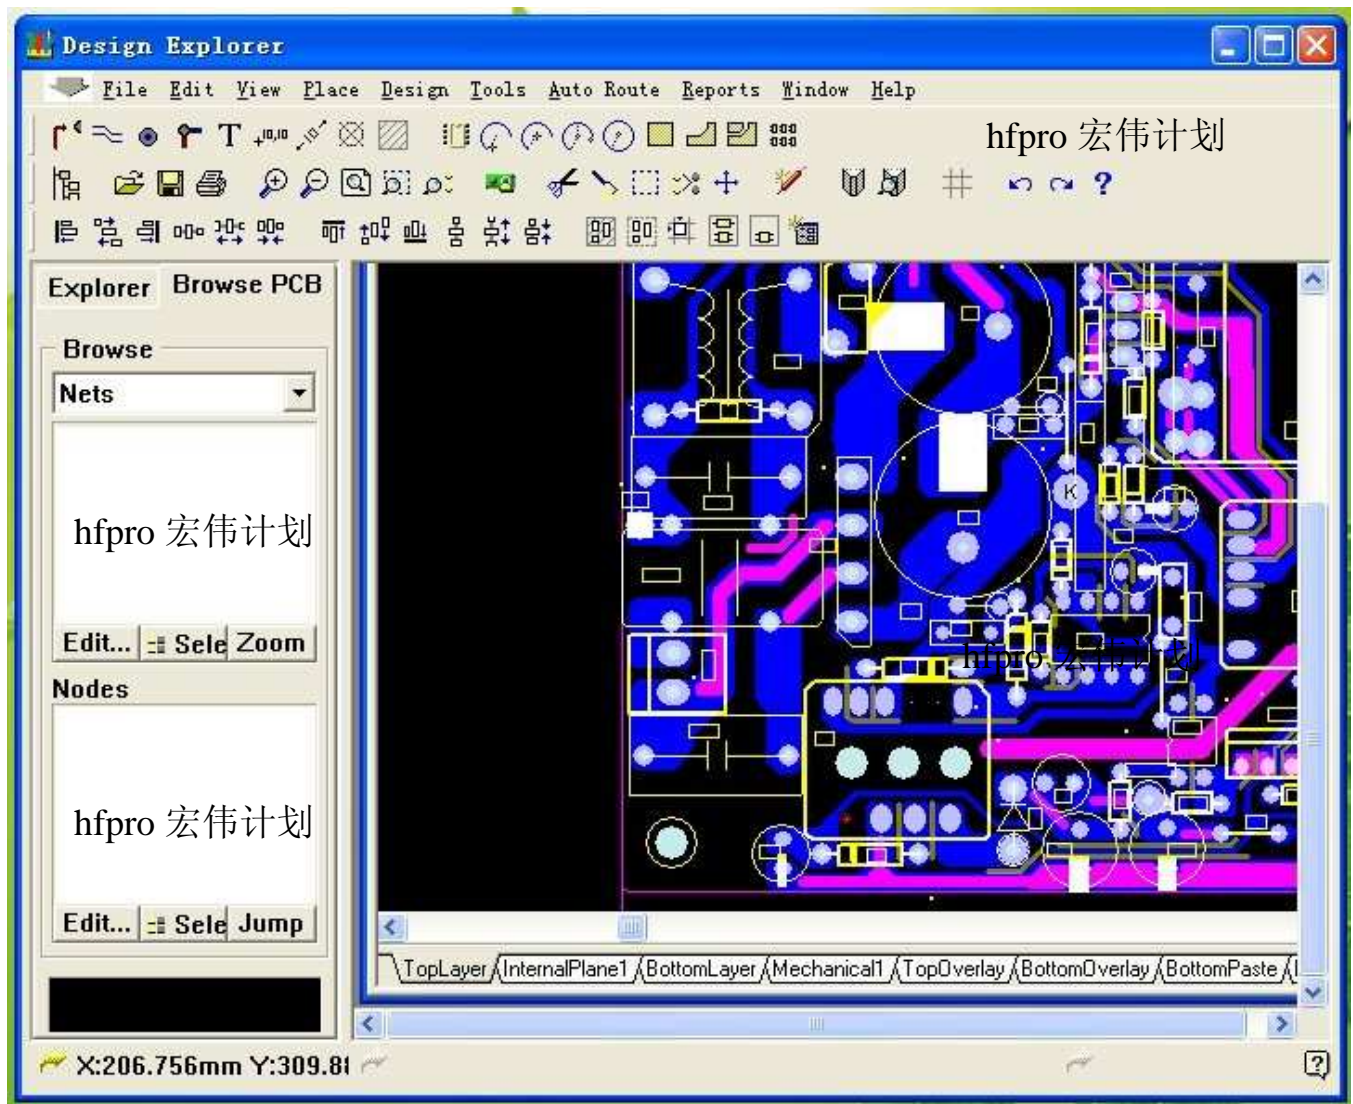 Design Explorer
File Edit View Place Design Tools Auto Route Reports Window Help
T +10,10
hfpro 宏伟计划
Explorer Browse PCB
Browse
Nets
hfpro 宏伟计划
Edit... Sele Zoom
Nodes
hfpro 宏伟计划
Edit... Sele Jump
K
hfpro 宏伟计划
TopLayer InternalPlane1 BottomLayer Mechanical1 TopOverlay BottomOverlay BottomPaste
X:206.756mm Y:309.8